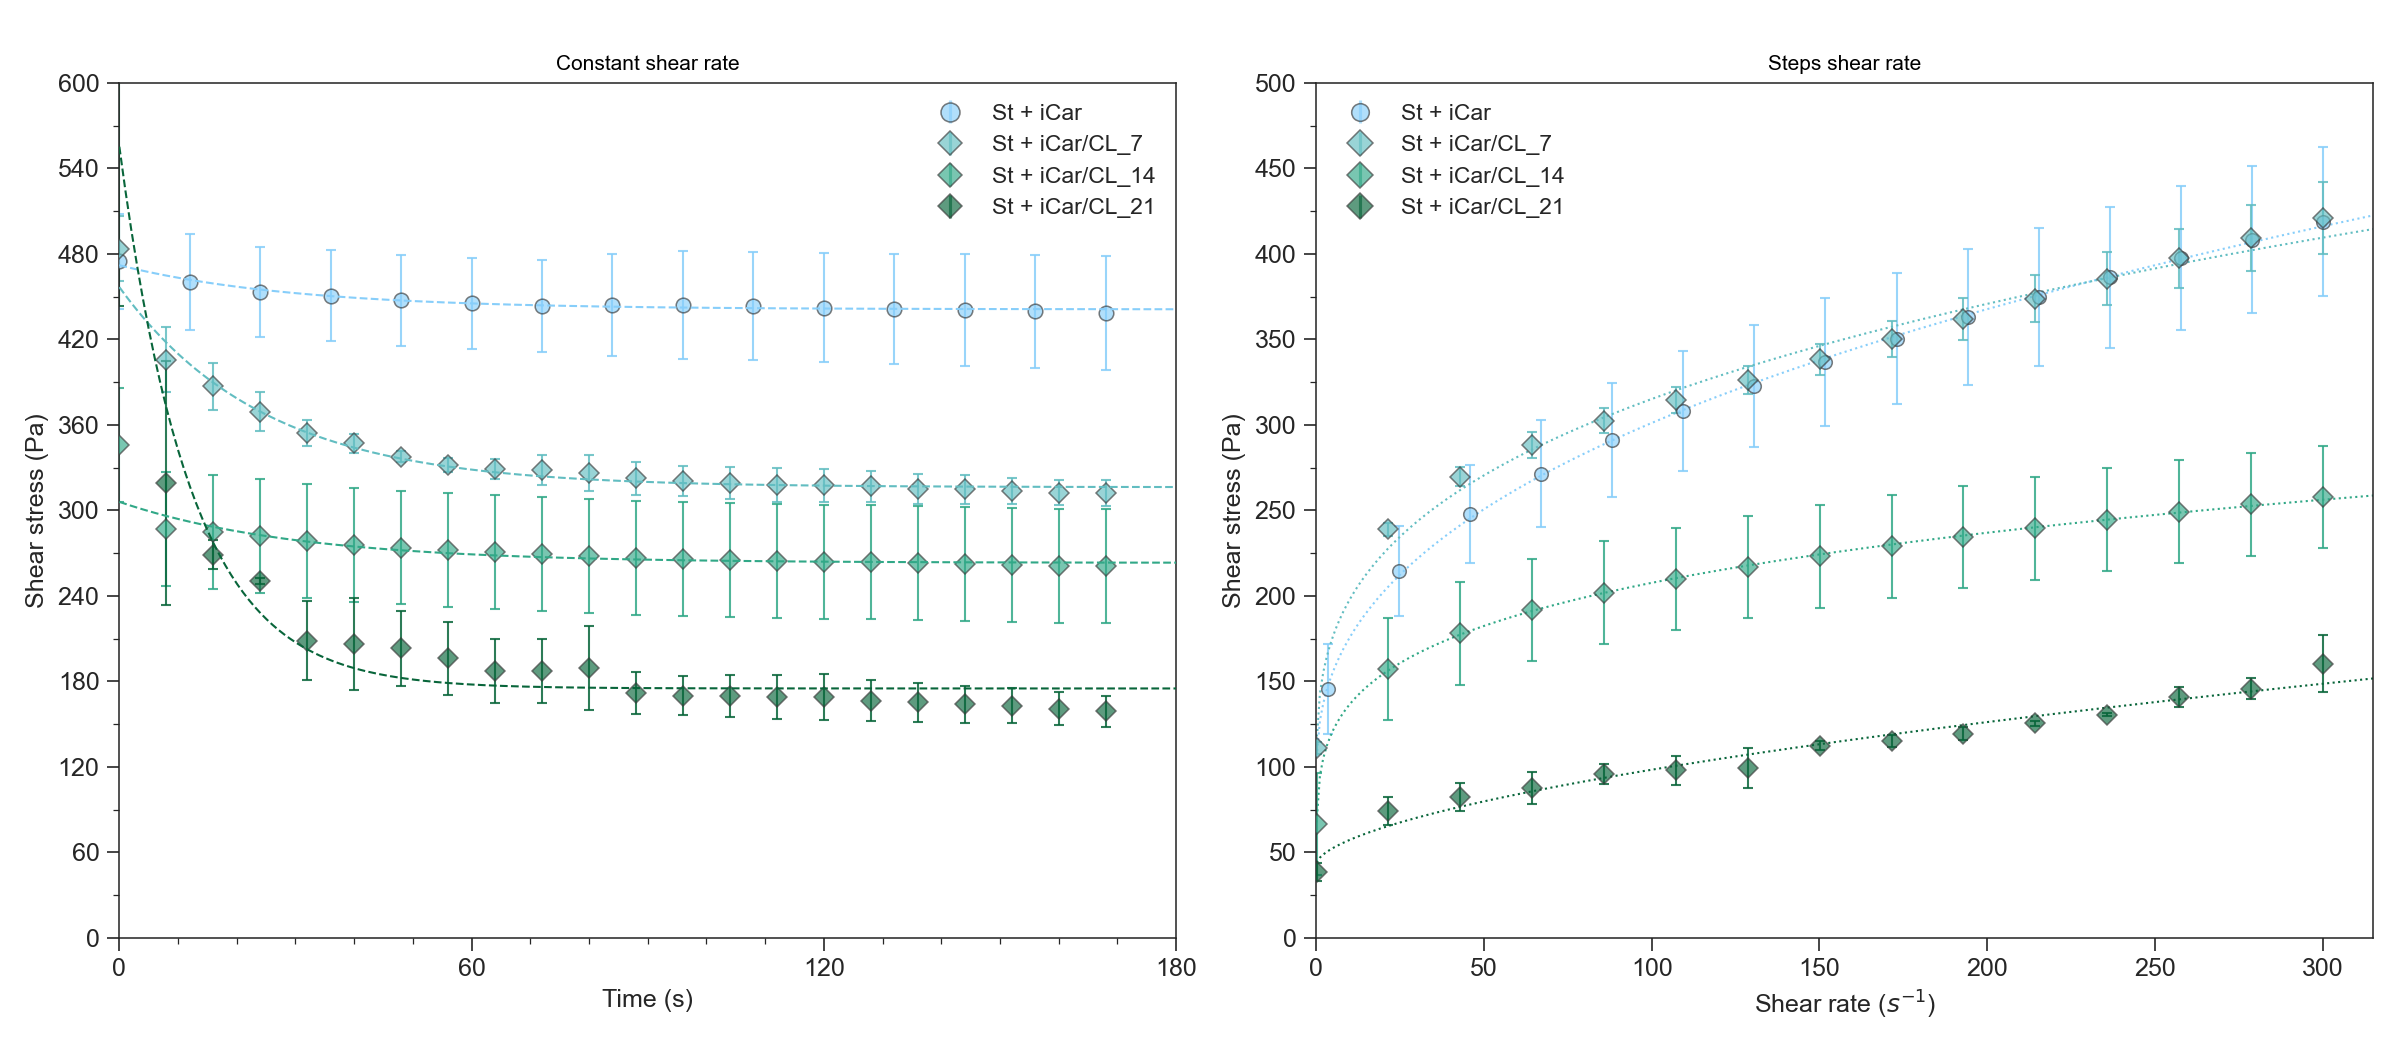 Constant shear rate
600
540
480
420
360
300
240
180
120
60
0
0 60 120 180
Shear stress (Pa)
Time (s)
St + iCar
St + iCar/CL_7
St + iCar/CL_14
St + iCar/CL_21
Steps shear rate
500
450
400
350
300
250
200
150
100
50
0
0 50 100 150 200 250 300
Shear stress (Pa)
Shear rate (s⁻¹)
St + iCar
St + iCar/CL_7
St + iCar/CL_14
St + iCar/CL_21